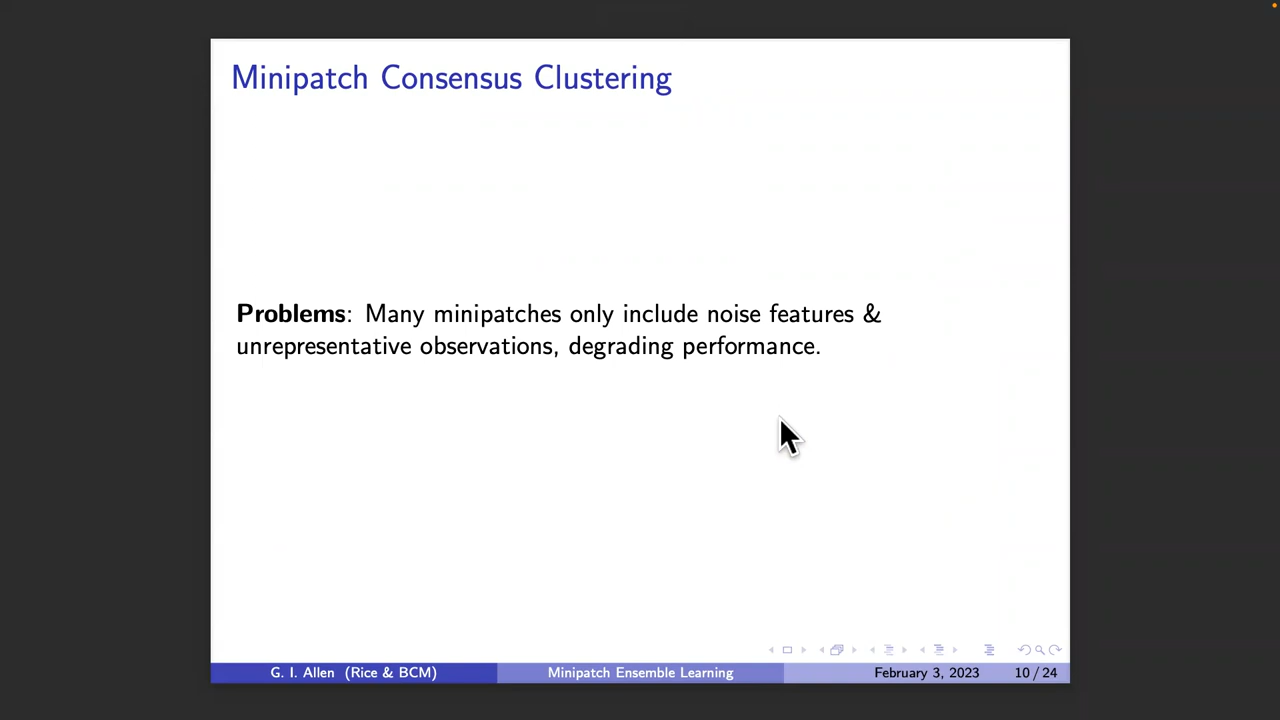 Minipatch Consensus Clustering
Problems: Many minipatches only include noise features &
unrepresentative observations, degrading performance.
G. I. Allen (Rice & BCM) Minipatch Ensemble Learning February 3, 2023 10 / 24